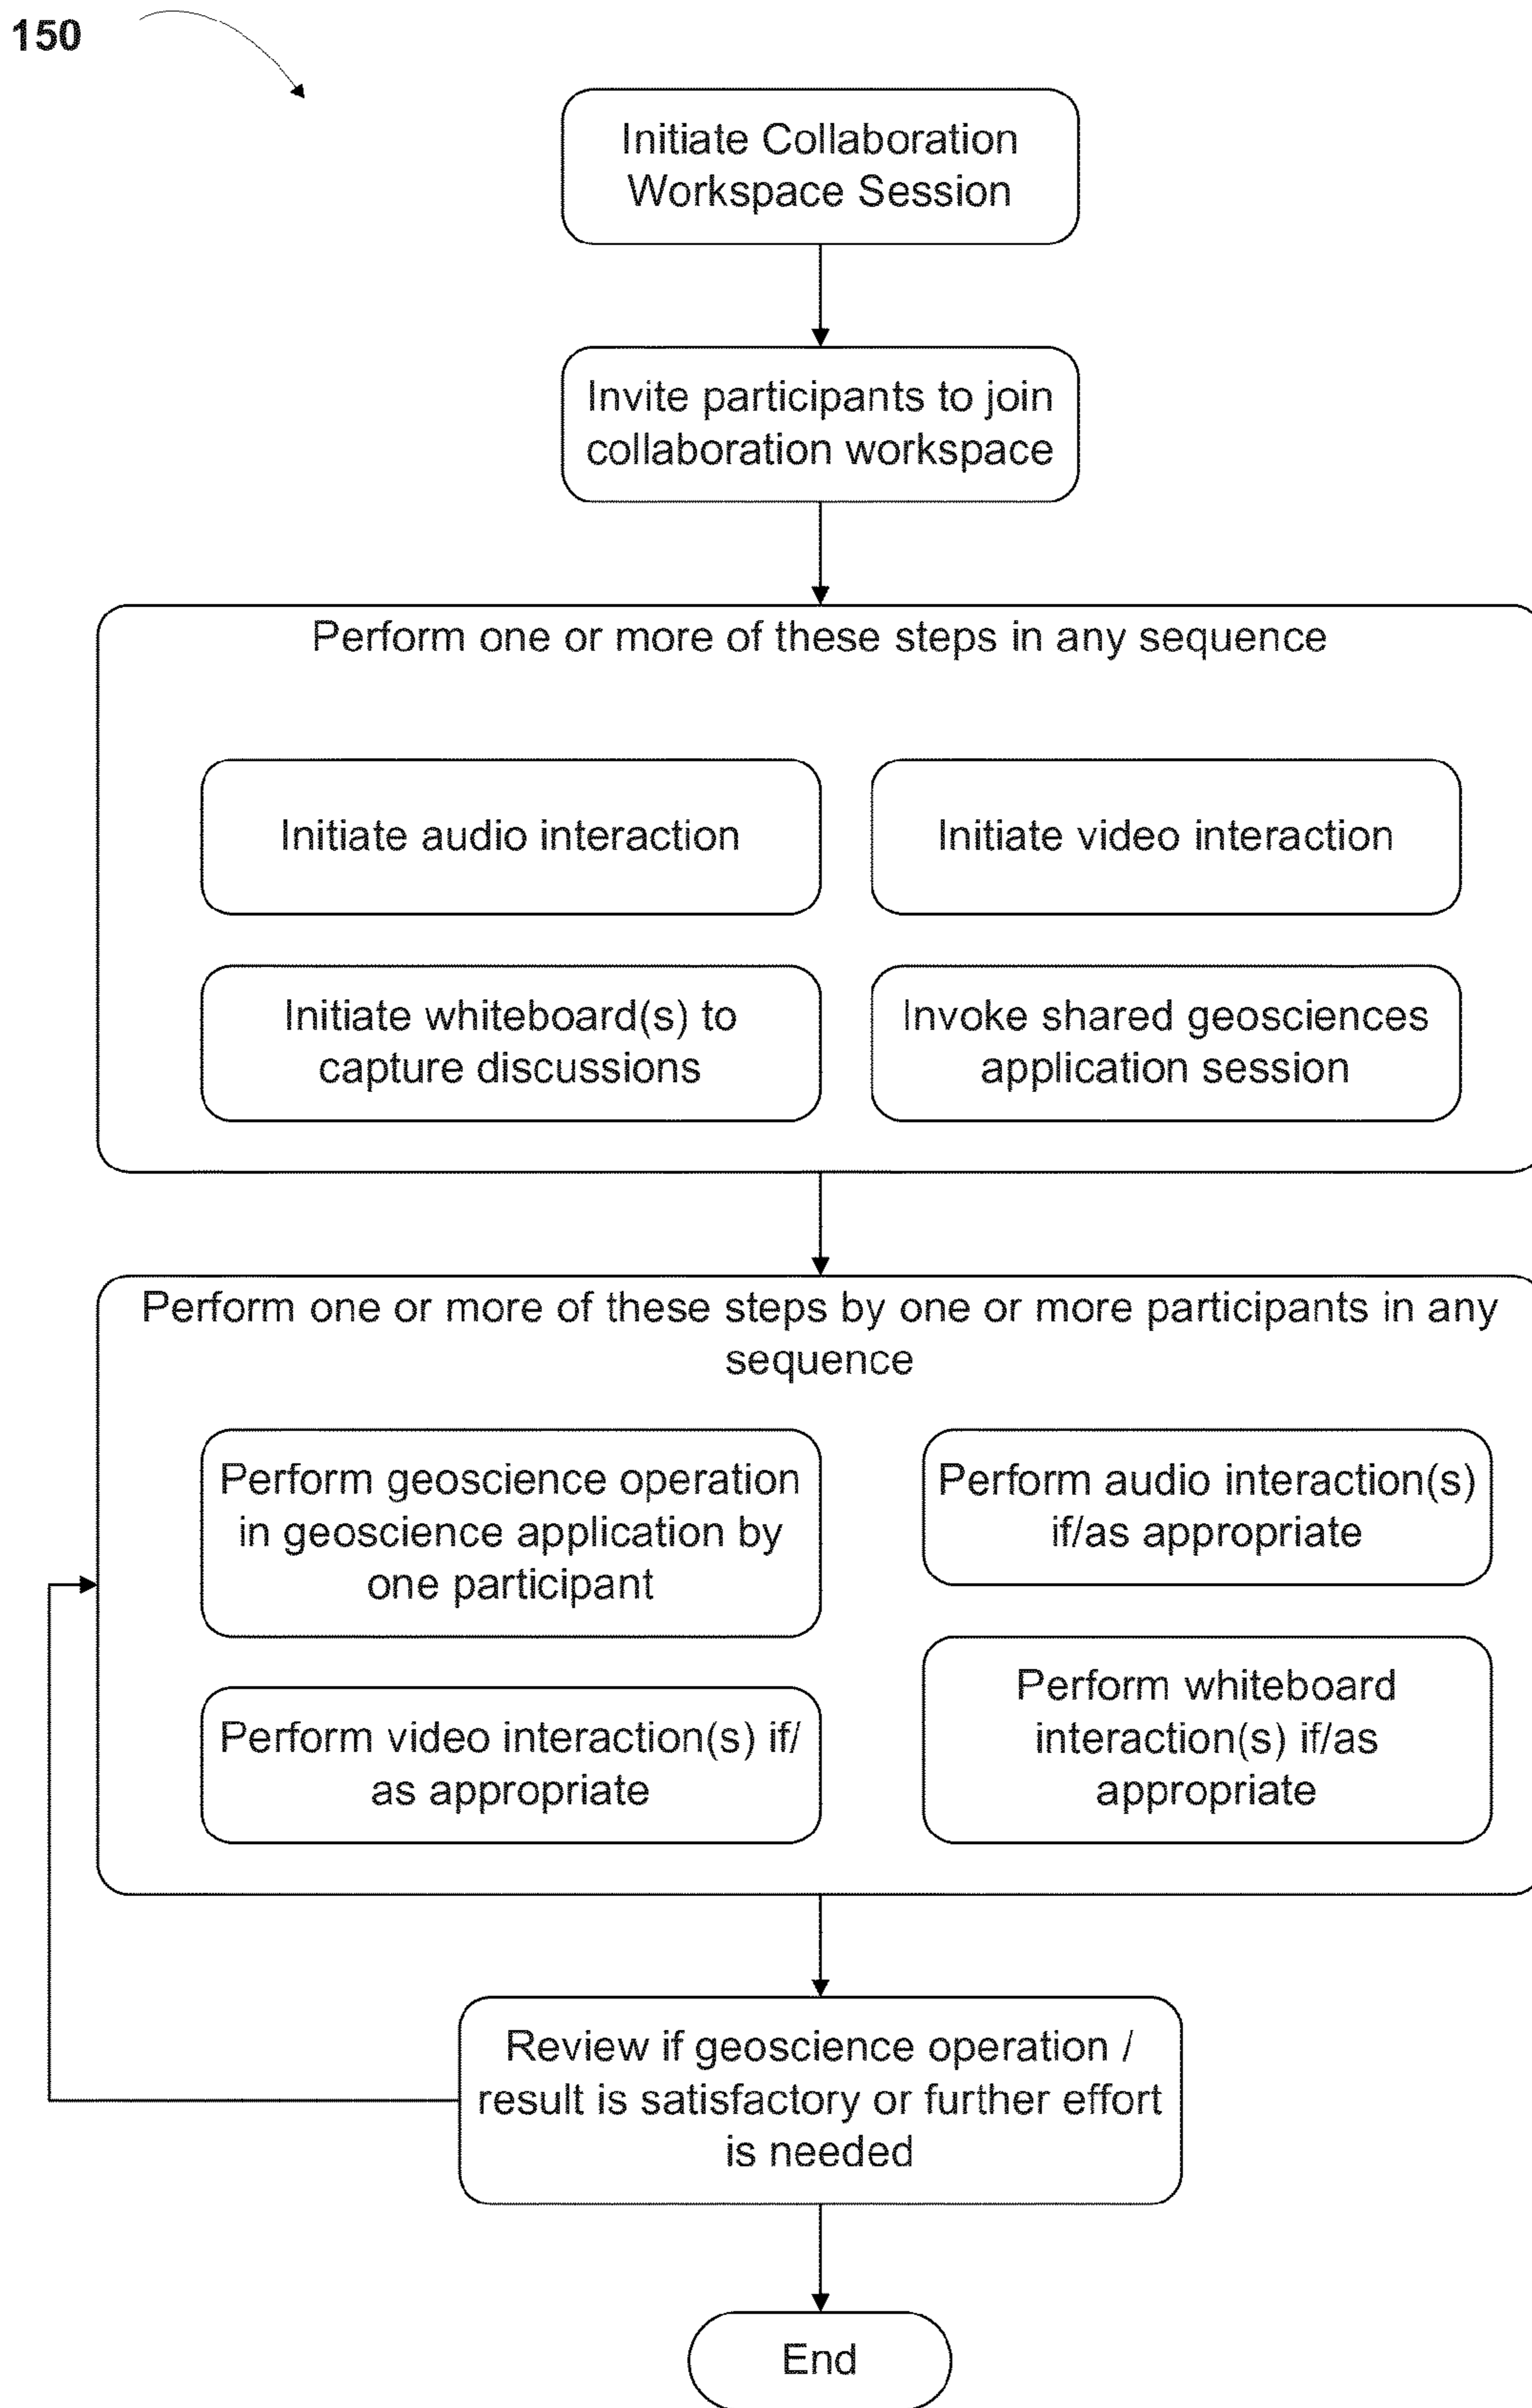 150
Initiate Collaboration
Workspace Session
Invite participants to join
collaboration workspace
Perform one or more of these steps in any sequence
Initiate audio interaction
Initiate video interaction
Initiate whiteboard(s) to
capture discussions
Invoke shared geosciences
application session
Perform one or more of these steps by one or more participants in any
sequence
Perform geoscience operation
in geoscience application by
one participant
Perform audio interaction(s)
if/as appropriate
Perform video interaction(s) if/
as appropriate
Perform whiteboard
interaction(s) if/as
appropriate
Review if geoscience operation /
result is satisfactory or further effort
is needed
End